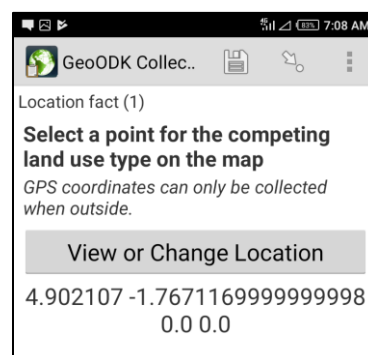 83% 7:08 AM
GeoODK Collec..
Location fact (1)
Select a point for the competing
land use type on the map
GPS coordinates can only be collected
when outside.
View or Change Location
4.902107 -1.7671169999999998
0.0 0.0